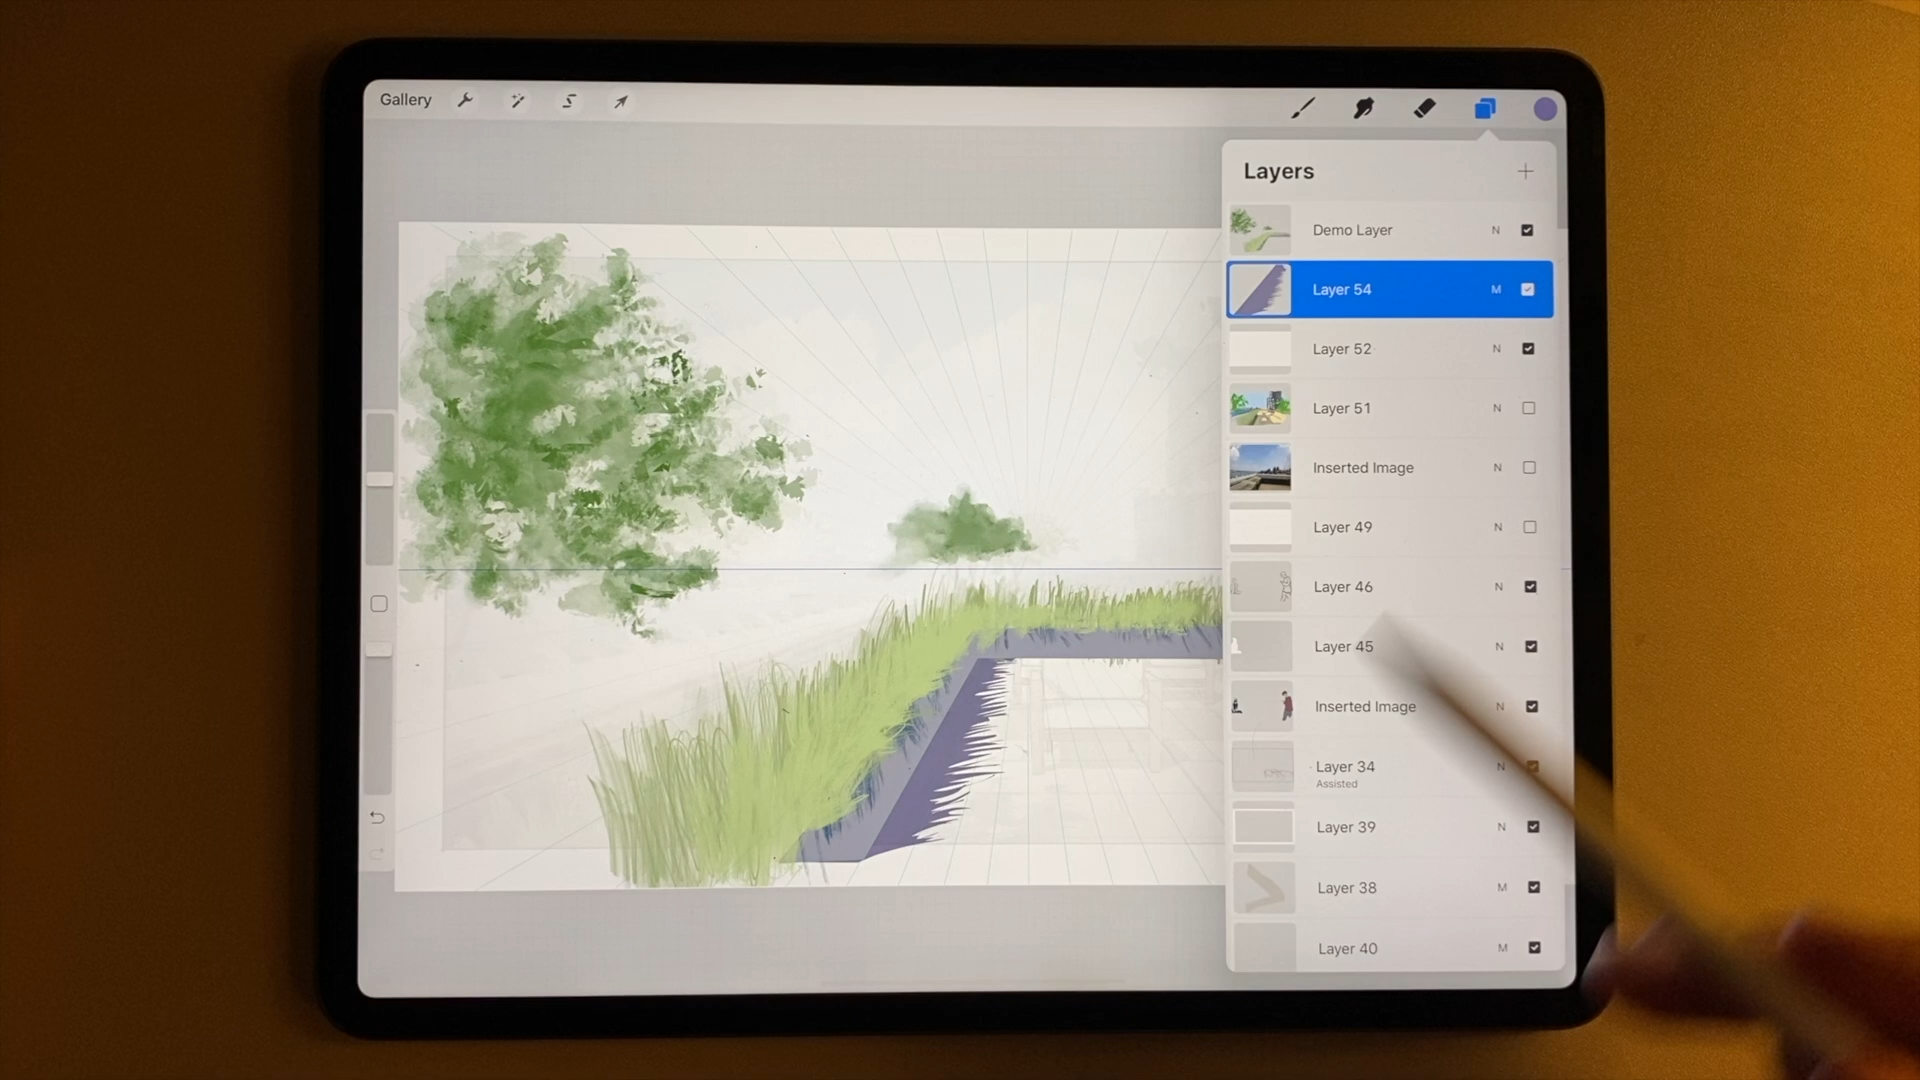 Gallery
Layers
Demo Layer N
Layer 54 M
Layer 52 N
Layer 51 N
Inserted Image N
Layer 49 N
Layer 46 N
Layer 45 N
Inserted Image N
Layer 34 N
Assisted
Layer 39 N
Layer 38 M
Layer 40 M